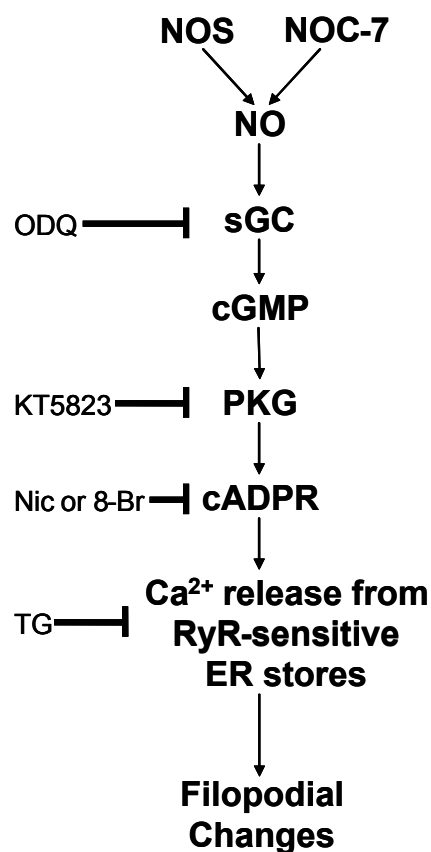 NOS NOC-7
NO
ODQ sGC
cGMP
KT5823 PKG
Nic or 8-Br cADPR
Ca²⁺ release from
TG RyR-sensitive
ER stores
Filopodial
Changes